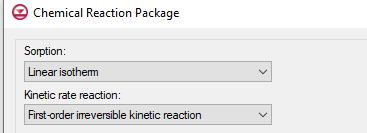 Chemical Reaction Package
Sorption:
Linear isotherm
Kinetic rate reaction:
First-order irreversible kinetic reaction